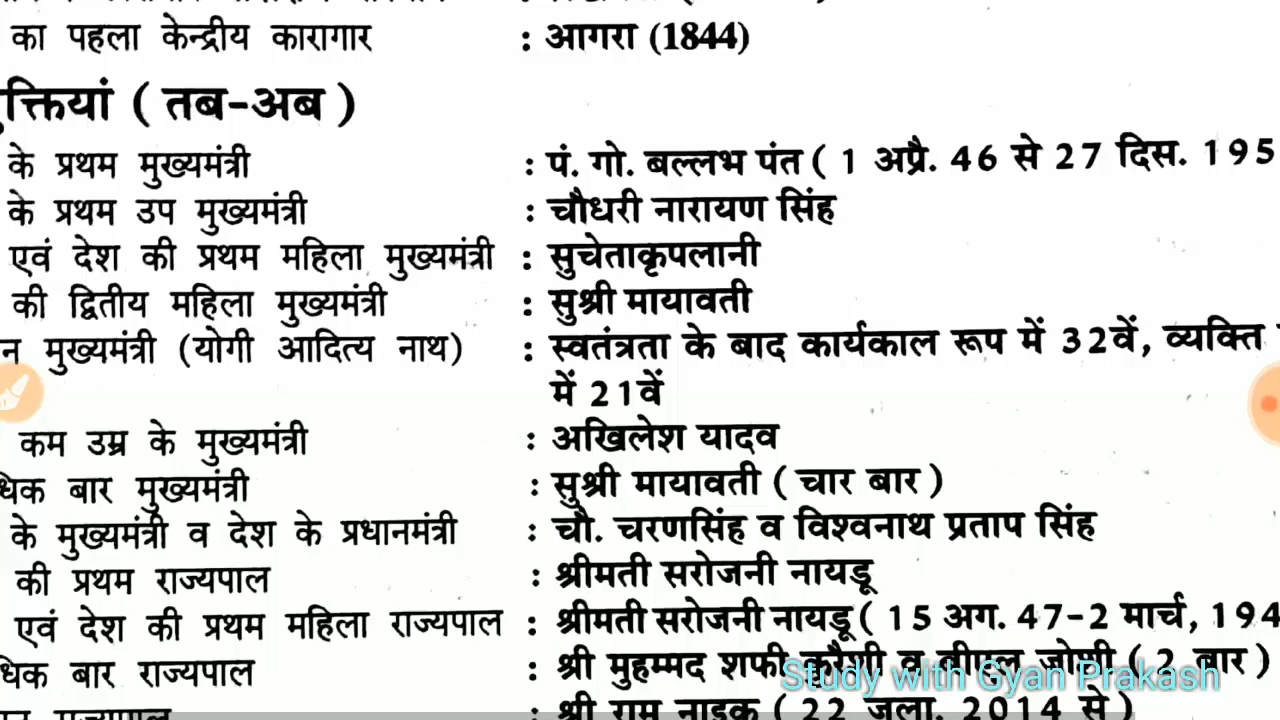 का पहला केन्द्रीय कारागार : आगरा (1844)
क्तियां ( तब-अब )
के प्रथम मुख्यमंत्री : पं. गो. बल्लभ पंत ( 1 अप्रै. 46 से 27 दिस. 195
के प्रथम उप मुख्यमंत्री : चौधरी नारायण सिंह
एवं देश की प्रथम महिला मुख्यमंत्री : सुचेताकृपलानी
की द्वितीय महिला मुख्यमंत्री : सुश्री मायावती
न मुख्यमंत्री (योगी आदित्य नाथ) : स्वतंत्रता के बाद कार्यकाल रूप में 32वें, व्यक्ति
में 21वें
कम उम्र के मुख्यमंत्री : अखिलेश यादव
धिक बार मुख्यमंत्री : सुश्री मायावती ( चार बार )
के मुख्यमंत्री व देश के प्रधानमंत्री : चौ. चरणसिंह व विश्वनाथ प्रताप सिंह
की प्रथम राज्यपाल : श्रीमती सरोजनी नायडू
एवं देश की प्रथम महिला राज्यपाल : श्रीमती सरोजनी नायडू ( 15 अग. 47-2 मार्च, 194
धिक बार राज्यपाल : श्री मुहम्मद शफी कुरैशी व बीएल जोशी ( 2 बार )
Study with Gyan Prakash
राज्यपाल : श्री राम नाइक ( 22 जुला. 2014 से )